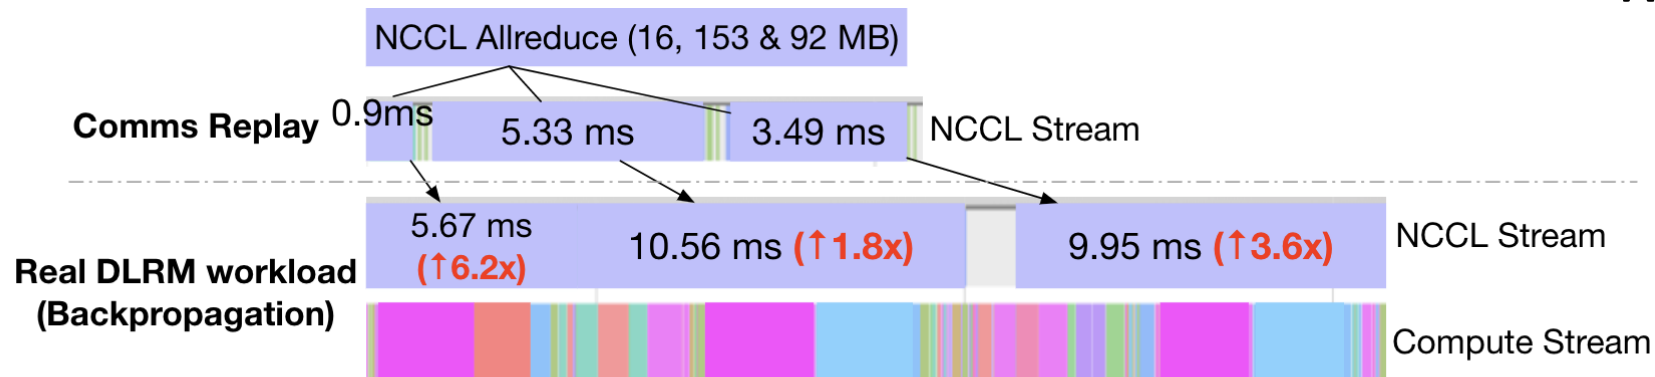 NCCL Allreduce (16, 153 & 92 MB)
Comms Replay
0.9ms
5.33 ms
3.49 ms
NCCL Stream
5.67 ms
(↑6.2x)
10.56 ms (↑1.8x)
9.95 ms (↑3.6x)
NCCL Stream
Real DLRM workload
(Backpropagation)
Compute Stream